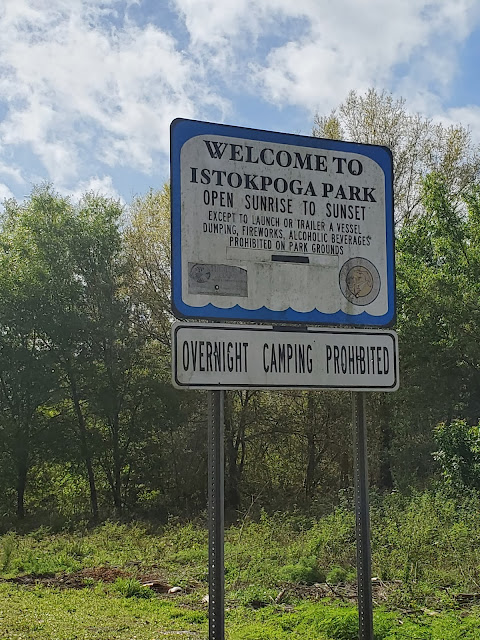 WELCOME TO
ISTOKPOGA PARK
OPEN SUNRISE TO SUNSET
EXCEPT TO LAUNCH OR TRAILER A VESSEL
DUMPING, FIREWORKS, ALCOHOLIC BEVERAGES
PROHIBITED ON PARK GROUNDS
OVERNIGHT CAMPING PROHIBITED